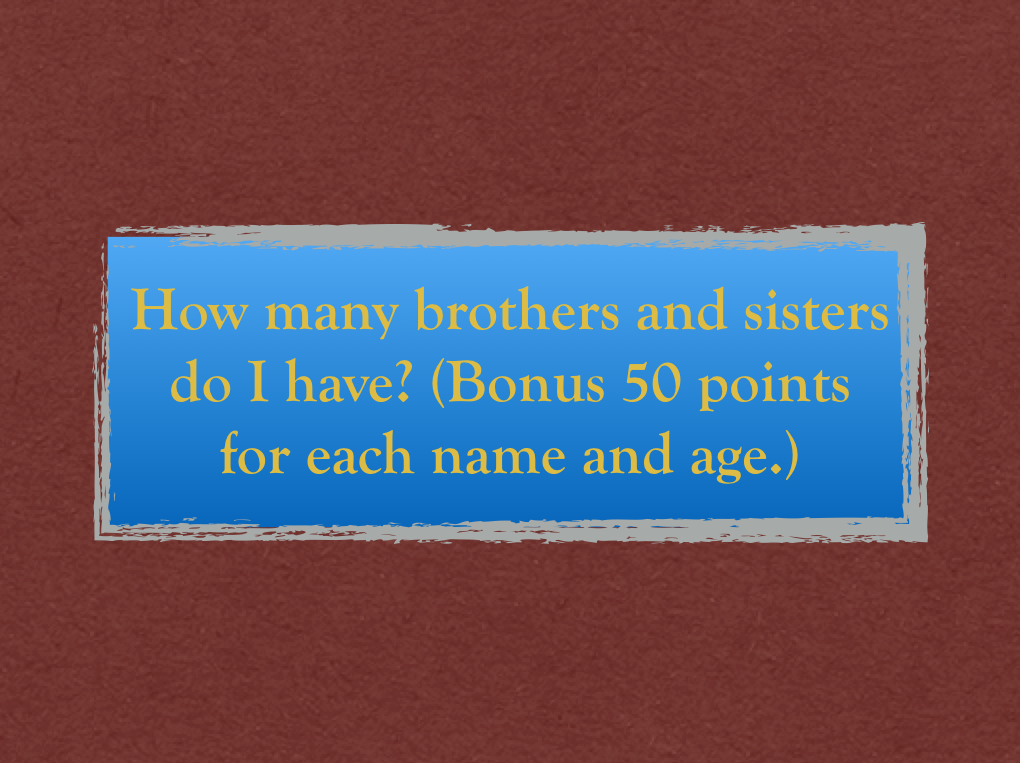 How many brothers and sisters
do I have? (Bonus 50 points
for each name and age.)